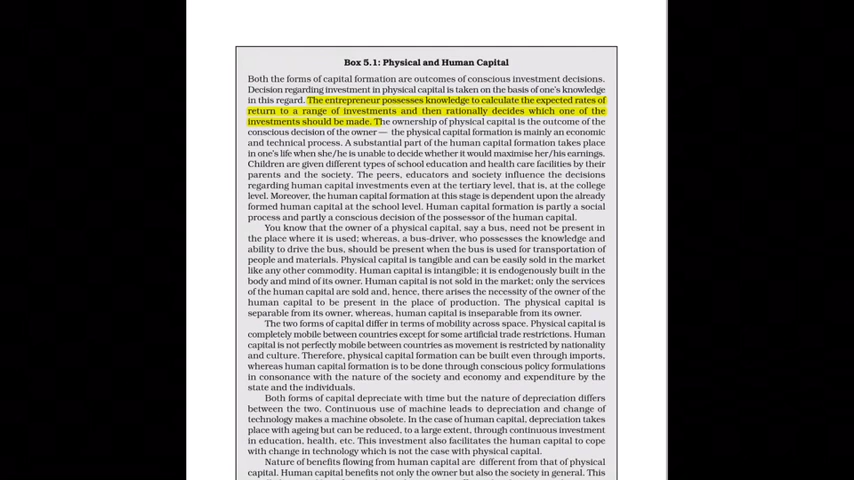 Box 5.1: Physical and Human Capital
Both the forms of capital formation are outcomes of conscious investment decisions.
Decision regarding investment in physical capital is taken on the basis of one's knowledge
in this regard. The entrepreneur possesses knowledge to calculate the expected rates of
return to a range of investments and then rationally decides which one of the
investments should be made. The ownership of physical capital is the outcome of the
conscious decision of the owner — the physical capital formation is mainly an economic
and technical process. A substantial part of the human capital formation takes place
in one's life when she/he is unable to decide whether it would maximise her/his earnings.
Children are given different types of school education and health care facilities by their
parents and the society. The peers, educators and society influence the decisions
regarding human capital investments even at the tertiary level, that is, at the college
level. Moreover, the human capital formation at this stage is dependent upon the already
formed human capital at the school level. Human capital formation is partly a social
process and partly a conscious decision of the possessor of the human capital.
You know that the owner of a physical capital, say a bus, need not be present in
the place where it is used; whereas, a bus-driver, who possesses the knowledge and
ability to drive the bus, should be present when the bus is used for transportation of
people and materials. Physical capital is tangible and can be easily sold in the market
like any other commodity. Human capital is intangible; it is endogenously built in the
body and mind of its owner. Human capital is not sold in the market; only the services
of the human capital are sold and, hence, there arises the necessity of the owner of the
human capital to be present in the place of production. The physical capital is
separable from its owner, whereas, human capital is inseparable from its owner.
The two forms of capital differ in terms of mobility across space. Physical capital is
completely mobile between countries except for some artificial trade restrictions. Human
capital is not perfectly mobile between countries as movement is restricted by nationality
and culture. Therefore, physical capital formation can be built even through imports,
whereas human capital formation is to be done through conscious policy formulations
in consonance with the nature of the society and economy and expenditure by the
state and the individuals.
Both forms of capital depreciate with time but the nature of depreciation differs
between the two. Continuous use of machine leads to depreciation and change of
technology makes a machine obsolete. In the case of human capital, depreciation takes
place with ageing but can be reduced, to a large extent, through continuous investment
in education, health, etc. This investment also facilitates the human capital to cope
with change in technology which is not the case with physical capital.
Nature of benefits flowing from human capital are different from that of physical
capital. Human capital benefits not only the owner but also the society in general. This